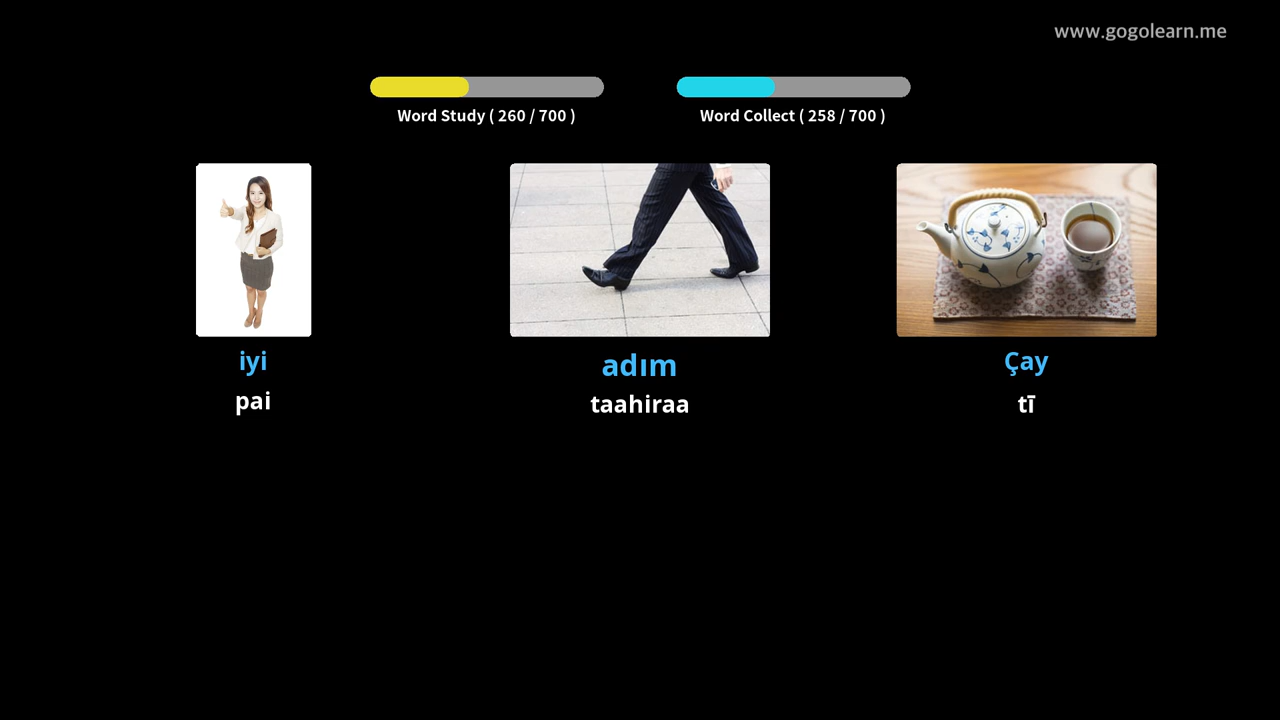 www.gogolearn.me
Word Study ( 260 / 700 )
Word Collect ( 258 / 700 )
iyi
pai
adım
taahiraa
Çay
tī